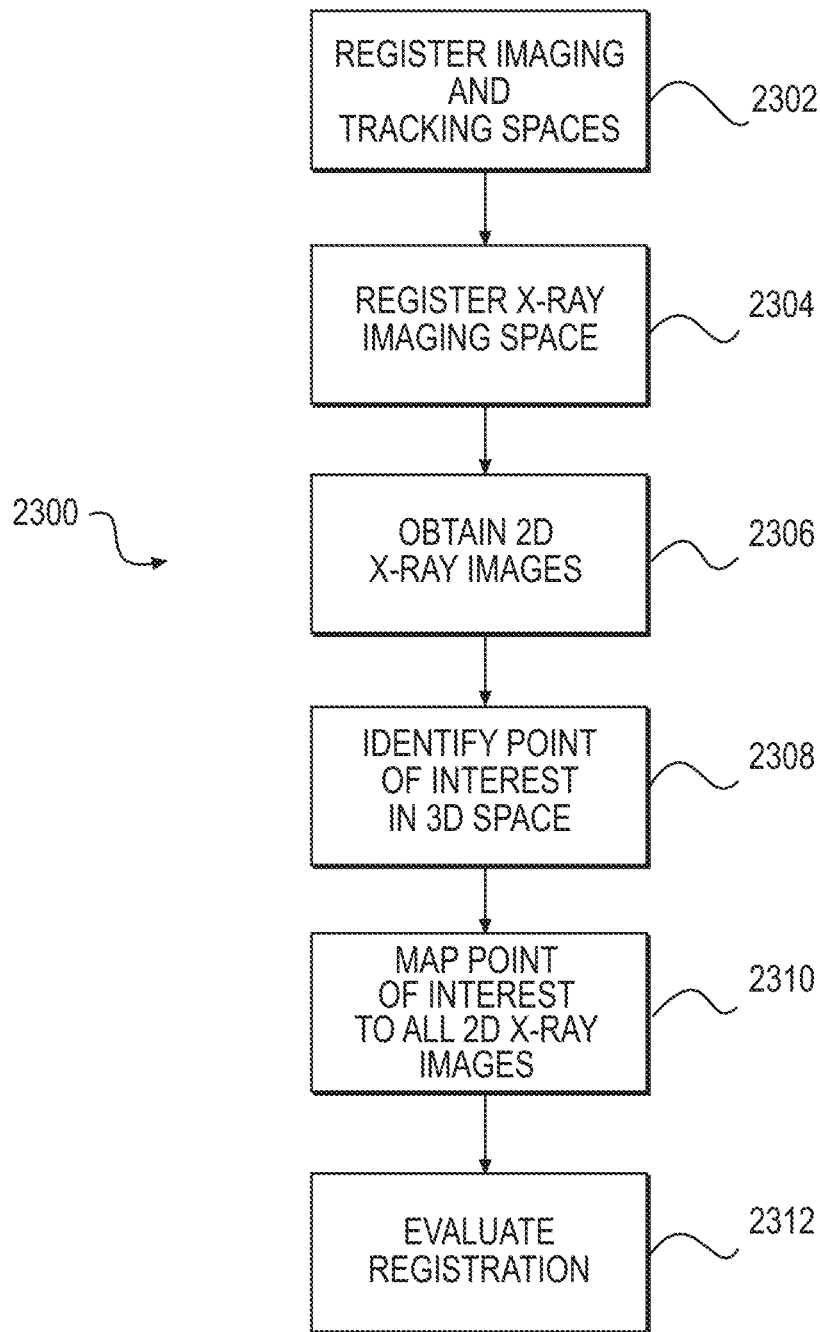 REGISTER IMAGING
AND
TRACKING SPACES
2302
REGISTER X-RAY
IMAGING SPACE
2304
2300
OBTAIN 2D
X-RAY IMAGES
2306
IDENTIFY POINT
OF INTEREST
IN 3D SPACE
2308
MAP POINT
OF INTEREST
TO ALL 2D X-RAY
IMAGES
2310
EVALUATE
REGISTRATION
2312